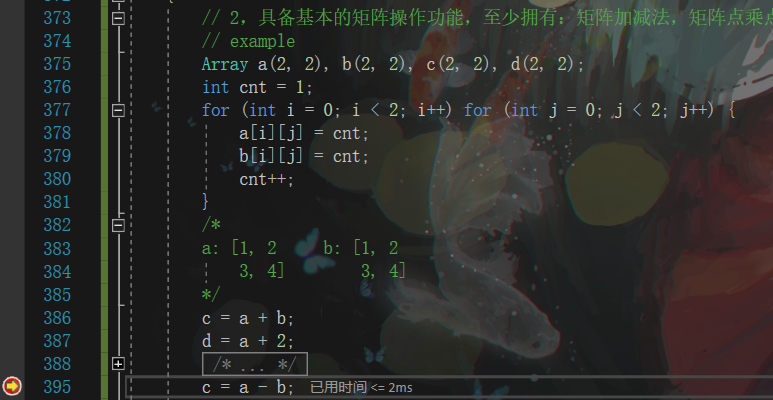 373 // 2，具备基本的矩阵操作功能，至少拥有：矩阵加减法，矩阵点乘
374 // example
375 Array a(2, 2), b(2, 2), c(2, 2), d(2, 2);
376 int cnt = 1;
377 for (int i = 0; i < 2; i++) for (int j = 0; j < 2; j++) {
378 a[i][j] = cnt;
379 b[i][j] = cnt;
380 cnt++;
381 }
382 /*
383 a: [1, 2 b: [1, 2
384 3, 4] 3, 4]
385 */
386 c = a + b;
387 d = a + 2;
388 /* ... */
395 c = a - b; 已用时间 <= 2ms